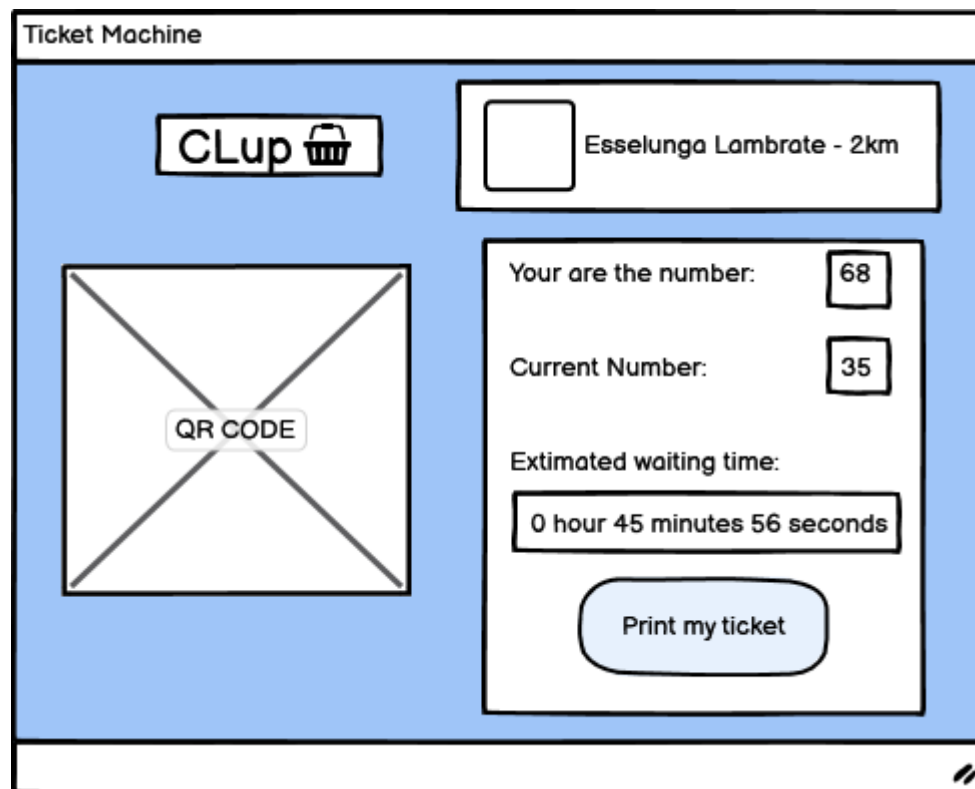 Ticket Machine
CLup
Esselunga Lambrate - 2km
Your are the number:
68
Current Number:
35
QR CODE
Extimated waiting time:
0 hour 45 minutes 56 seconds
Print my ticket